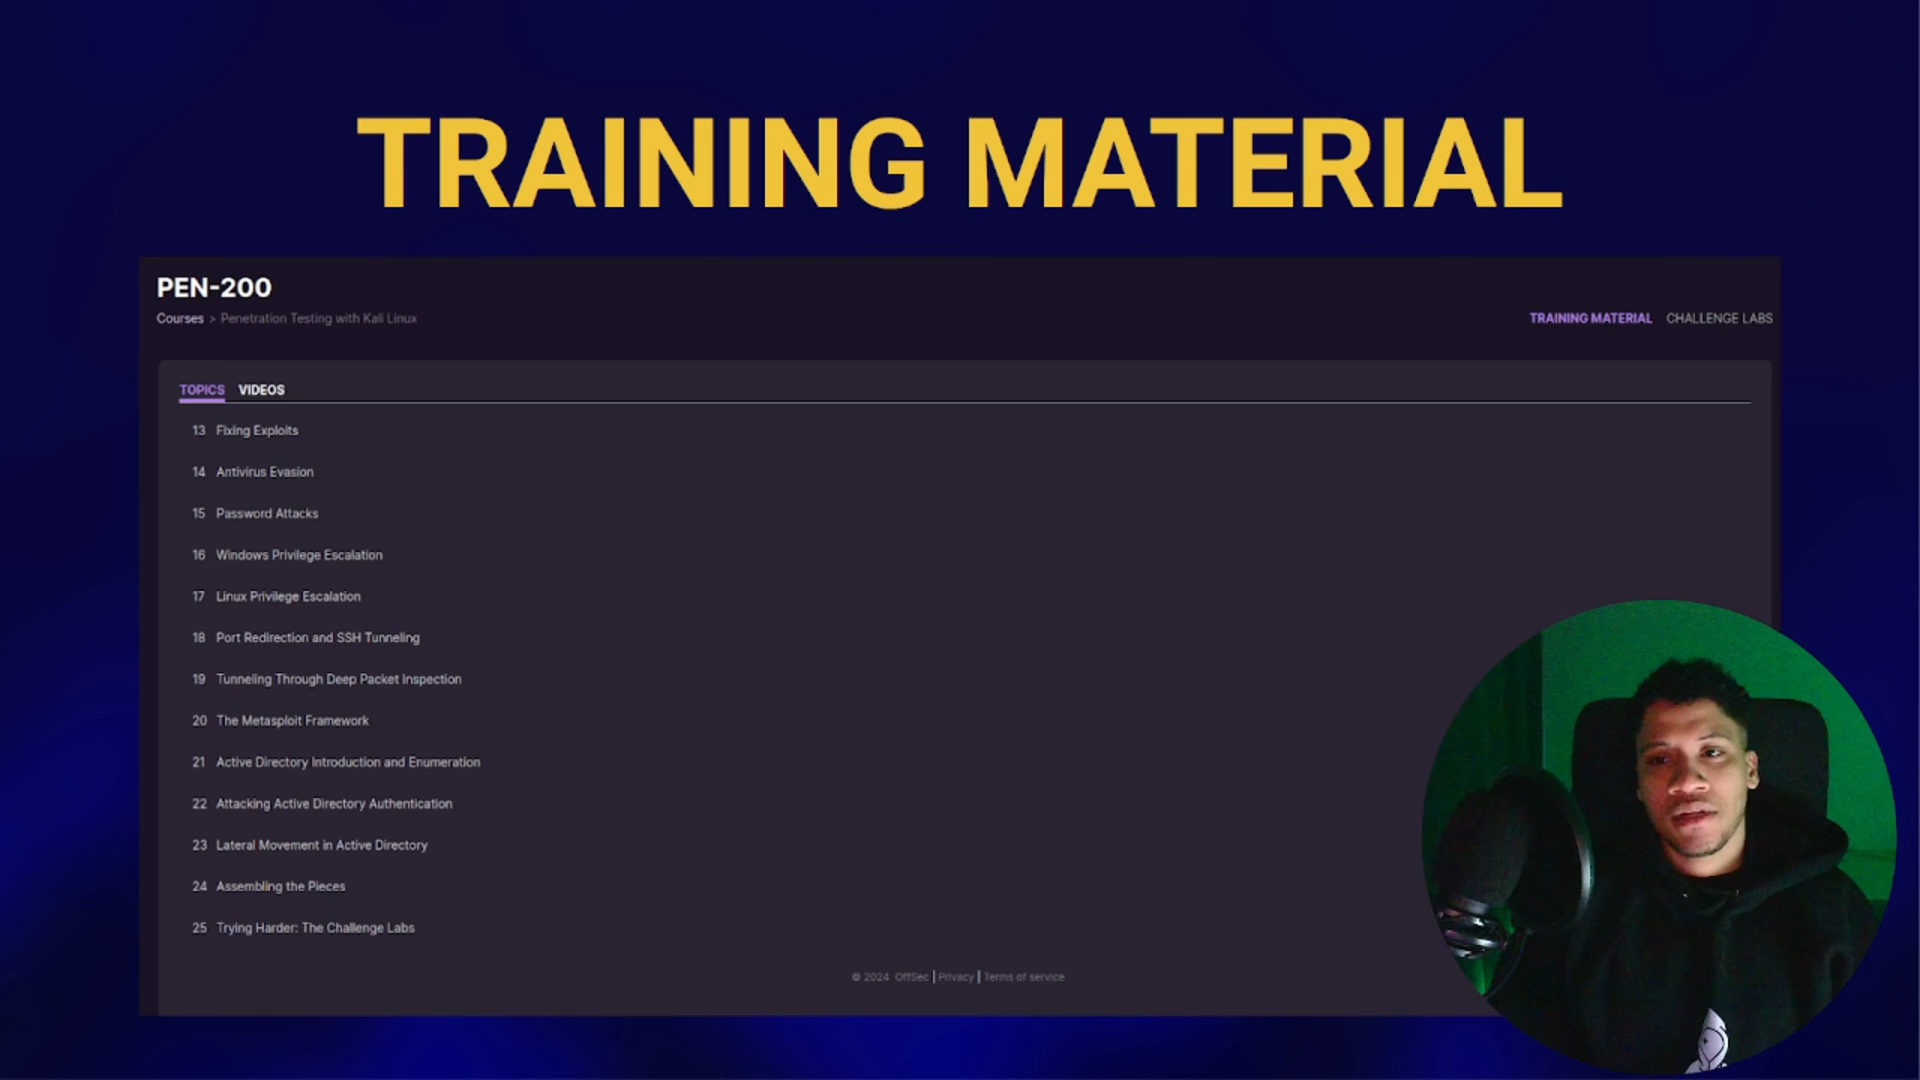 TRAINING MATERIAL
PEN-200
Courses > Penetration Testing with Kali Linux
TRAINING MATERIAL CHALLENGE LABS
TOPICS VIDEOS
13 Fixing Exploits
14 Antivirus Evasion
15 Password Attacks
16 Windows Privilege Escalation
17 Linux Privilege Escalation
18 Port Redirection and SSH Tunneling
19 Tunneling Through Deep Packet Inspection
20 The Metasploit Framework
21 Active Directory Introduction and Enumeration
22 Attacking Active Directory Authentication
23 Lateral Movement in Active Directory
24 Assembling the Pieces
25 Trying Harder: The Challenge Labs
© 2024 OffSec | Privacy | Terms of service